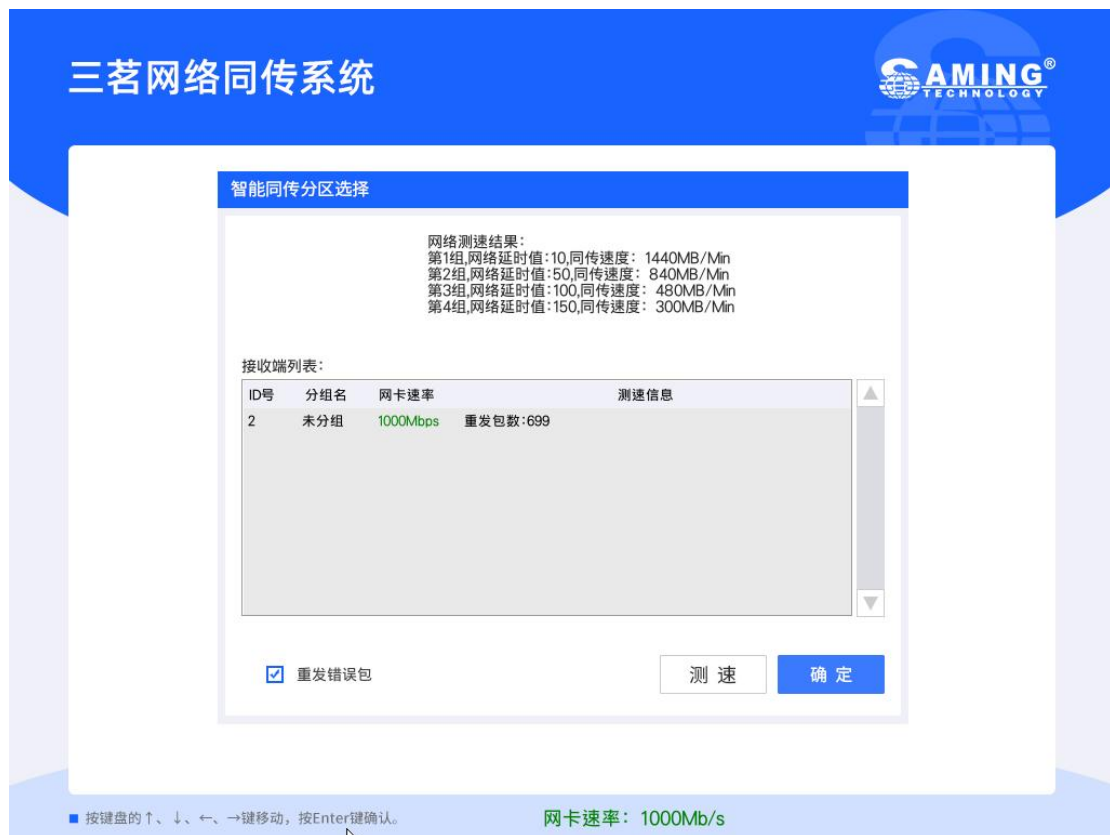 三茗网络同传系统
SAMING®
TECHNOLOGY
智能同传分区选择
网络测速结果：
第1组,网络延时值:10,同传速度： 1440MB/Min
第2组,网络延时值:50,同传速度： 840MB/Min
第3组,网络延时值:100,同传速度： 480MB/Min
第4组,网络延时值:150,同传速度： 300MB/Min
接收端列表：
ID号 分组名 网卡速率 测速信息
2 未分组 1000Mbps 重发包数:699
重发错误包 测 速 确 定
■ 按键盘的↑、↓、←、→键移动，按Enter键确认。 网卡速率： 1000Mb/s